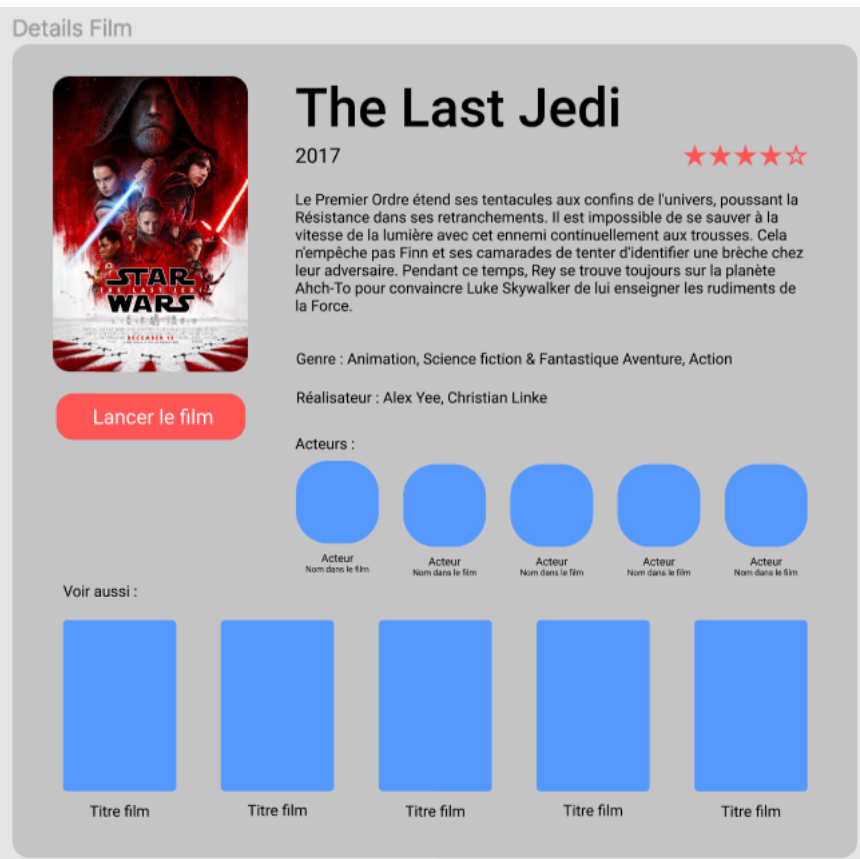 Details Film
The Last Jedi
2017
Le Premier Ordre étend ses tentacules aux confins de l'univers, poussant la
Résistance dans ses retranchements. Il est impossible de se sauver à la
vitesse de la lumière avec cet ennemi continuellement aux trousses. Cela
n'empêche pas Finn et ses camarades de tenter d'identifier une brèche chez
leur adversaire. Pendant ce temps, Rey se trouve toujours sur la planète
Ahch-To pour convaincre Luke Skywalker de lui enseigner les rudiments de
la Force.
STAR
THE LAST JEDI
WARS
DECEMBER 15
Lancer le film
Genre : Animation, Science fiction & Fantastique Aventure, Action
Réalisateur : Alex Yee, Christian Linke
Acteurs :
Acteur
Nom dans le film
Acteur
Nom dans le film
Acteur
Nom dans le film
Acteur
Nom dans le film
Acteur
Nom dans le film
Voir aussi :
Titre film
Titre film
Titre film
Titre film
Titre film